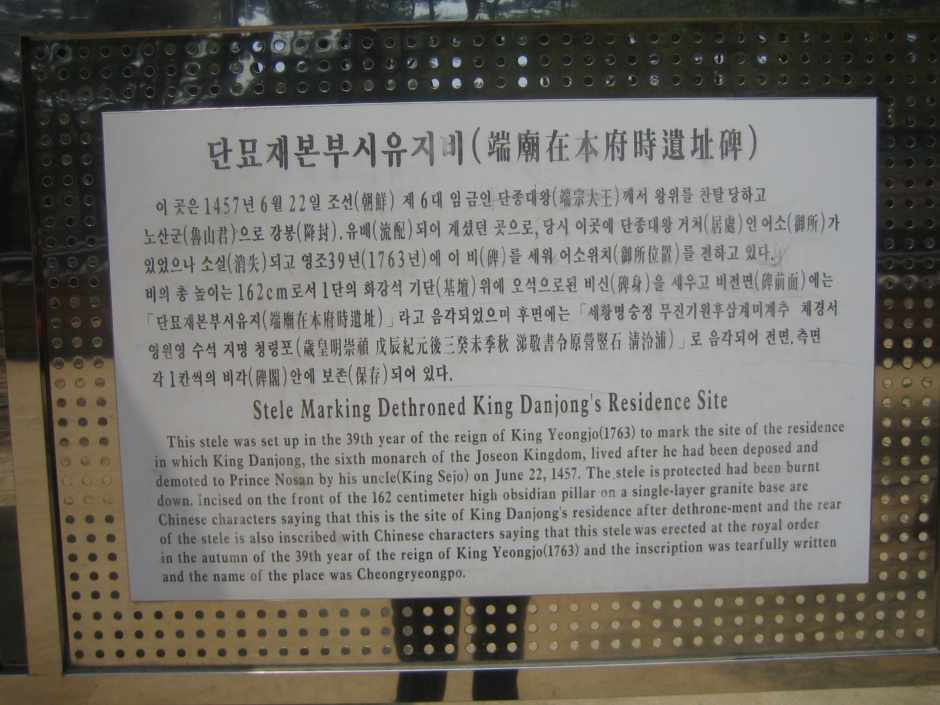 단묘재본부시유지비(端廟在本府時遺址碑)
이 곳은 1457년 6월 22일 조선(朝鮮) 제 6대 임금인 단종대왕(端宗大王)께서 왕위를 찬탈 당하고
노산군(魯山君)으로 강봉(降封). 유배(流配)되어 계셨던 곳으로, 당시 이곳에 단종대왕 거처(居處)인 어소(御所)가
있었으나 소실(消失)되고 영조39년(1763년)에 이 비(碑)를 세워 어소위치(御所位置)를 전하고 있다.
비의 총 높이는 162cm로서 1단의 화강석 기단(基壇)위에 오석으로된 비신(碑身)을 세우고 비전면(碑前面)에는
「단묘재본부시유지(端廟在本府時遺址)」라고 음각되었으며 후면에는 「세황명숭정 무진기원후삼계미계추 체경서
영원영 수석 지명 청령포(歲皇明崇禎 戊辰紀元後三癸未季秋 涕敬書令原營竪石 清泠浦)」로 음각되어 전면.측면
각 1칸씩의 비각(碑閣)안에 보존(保存)되어 있다.
Stele Marking Dethroned King Danjong's Residence Site
This stele was set up in the 39th year of the reign of King Yeongjo(1763) to mark the site of the residence
in which King Danjong, the sixth monarch of the Joseon Kingdom, lived after he had been deposed and
demoted to Prince Nosan by his uncle(King Sejo) on June 22, 1457. The stele is protected had been burnt
down. Incised on the front of the 162 centimeter high obsidian pillar on a single-layer granite base are
Chinese characters saying that this is the site of King Danjong's residence after dethrone-ment and the rear
of the stele is also inscribed with Chinese characters saying that this stele was erected at the royal order
in the autumn of the 39th year of the reign of King Yeongjo(1763) and the inscription was tearfully written
and the name of the place was Cheongryeongpo.